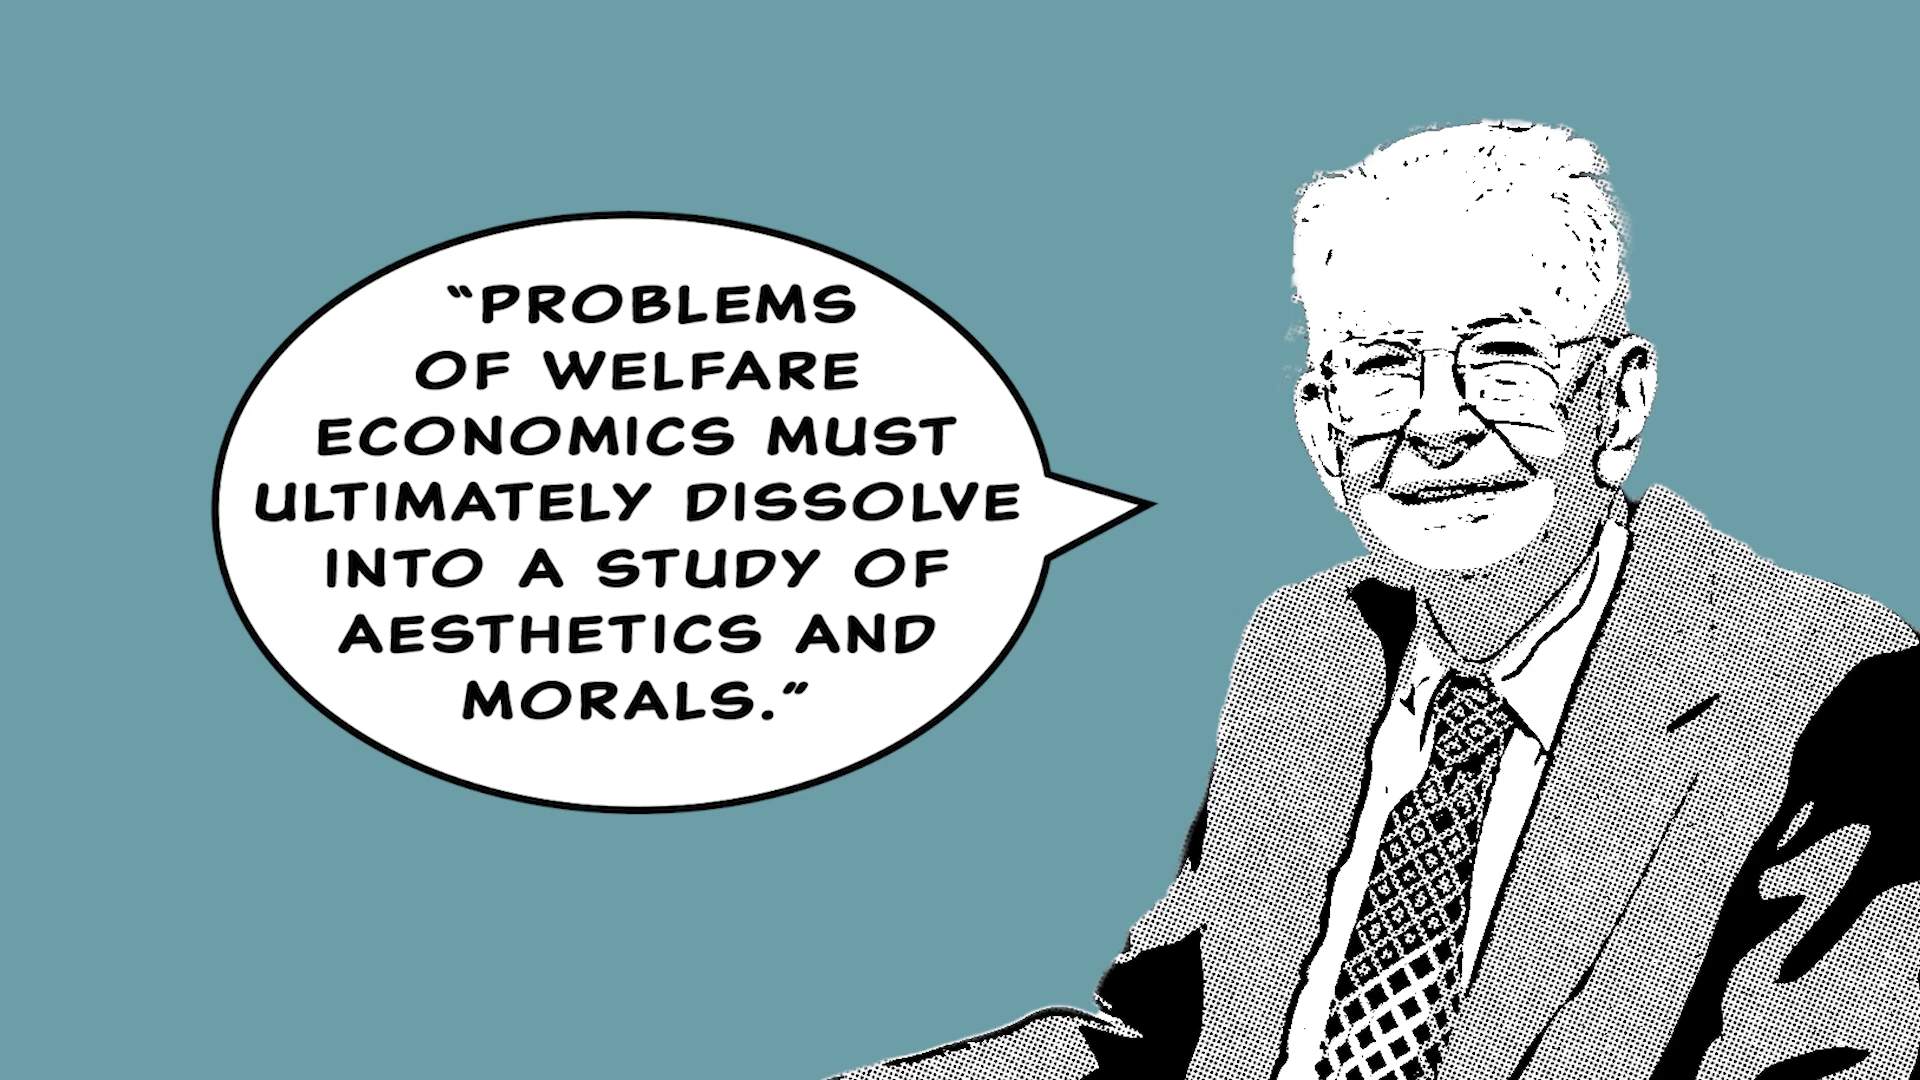 “PROBLEMS
OF WELFARE
ECONOMICS MUST
ULTIMATELY DISSOLVE
INTO A STUDY OF
AESTHETICS AND
MORALS.”